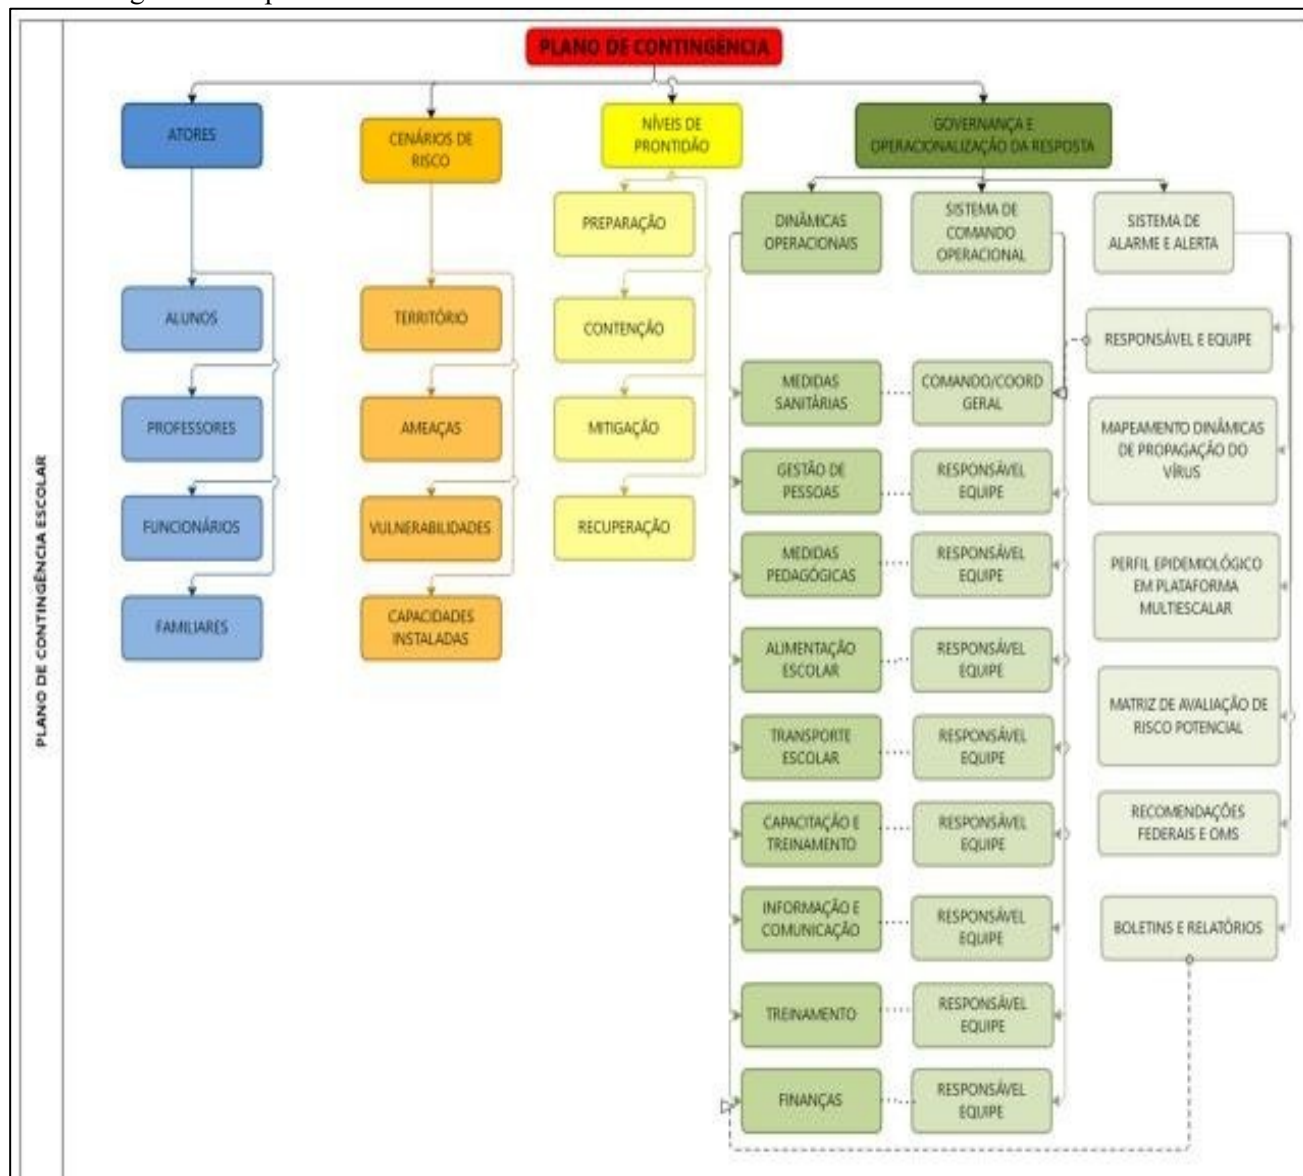 PLANO DE CONTINGÊNCIA ESCOLAR
PLANO DE CONTINGÊNCIA
ATORES
ALUNOS
PROFESSORES
FUNCIONÁRIOS
FAMILIARES
CENÁRIOS DE
RISCO
TERRITÓRIO
AMEAÇAS
VULNERABILIDADES
CAPACIDADES
INSTALADAS
NÍVEIS DE
PRONTIDÃO
PREPARAÇÃO
CONTENÇÃO
MITIGAÇÃO
RECUPERAÇÃO
GOVERNANÇA E
OPERACIONALIZAÇÃO DA RESPOSTA
DINÂMICAS
OPERACIONAIS
MEDIDAS
SANITÁRIAS
GESTÃO DE
PESSOAS
MEDIDAS
PEDAGÓGICAS
ALIMENTAÇÃO
ESCOLAR
TRANSPORTE
ESCOLAR
CAPACITAÇÃO E
TREINAMENTO
INFORMAÇÃO E
COMUNICAÇÃO
TREINAMENTO
FINANÇAS
SISTEMA DE
COMANDO
OPERACIONAL
COMANDO/COORD
GERAL
RESPONSÁVEL
EQUIPE
RESPONSÁVEL
EQUIPE
RESPONSÁVEL
EQUIPE
RESPONSÁVEL
EQUIPE
RESPONSÁVEL
EQUIPE
RESPONSÁVEL
EQUIPE
RESPONSÁVEL
EQUIPE
RESPONSÁVEL
EQUIPE
SISTEMA DE
ALARME E ALERTA
RESPONSÁVEL E EQUIPE
MAPEAMENTO DINÂMICAS
DE PROPAGAÇÃO DO
VÍRUS
PERFIL EPIDEMIOLÓGICO
EM PLATAFORMA
MULTIESCALAR
MATRIZ DE AVALIAÇÃO DE
RISCO POTENCIAL
RECOMENDAÇÕES
FEDERAIS E OMS
BOLETINS E RELATÓRIOS